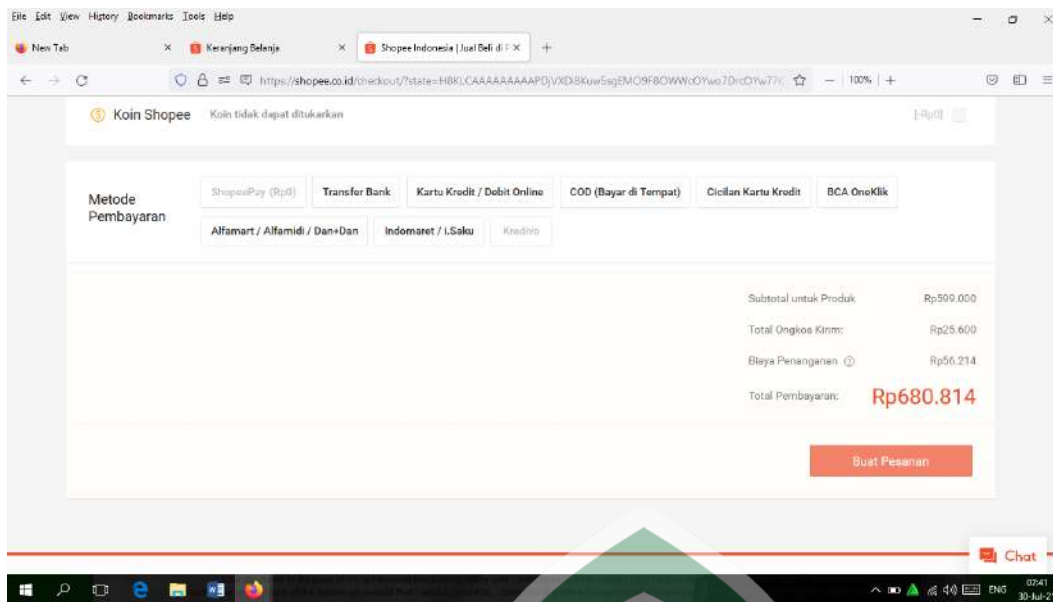 File Edit View History Bookmarks Tools Help
New Tab
Keranjang Belanja
Shopee Indonesia | Jual Beli di P
https://shopee.co.id/checkout/?state=
100%
Koin Shopee Koin tidak dapat ditukarkan [-Rp0]
Metode Pembayaran
ShopeePay (Rp0) Transfer Bank Kartu Kredit / Debit Online COD (Bayar di Tempat) Cicilan Kartu Kredit BCA OneKlik
Alfamart / Alfamidi / Dan+Dan Indomaret / i.Saku Kredivo
Subtotal untuk Produk Rp599.000
Total Ongkos Kirim: Rp25.600
Biaya Penanganan Rp56.214
Total Pembayaran: Rp680.814
Buat Pesanan
Chat
ENG
07:41